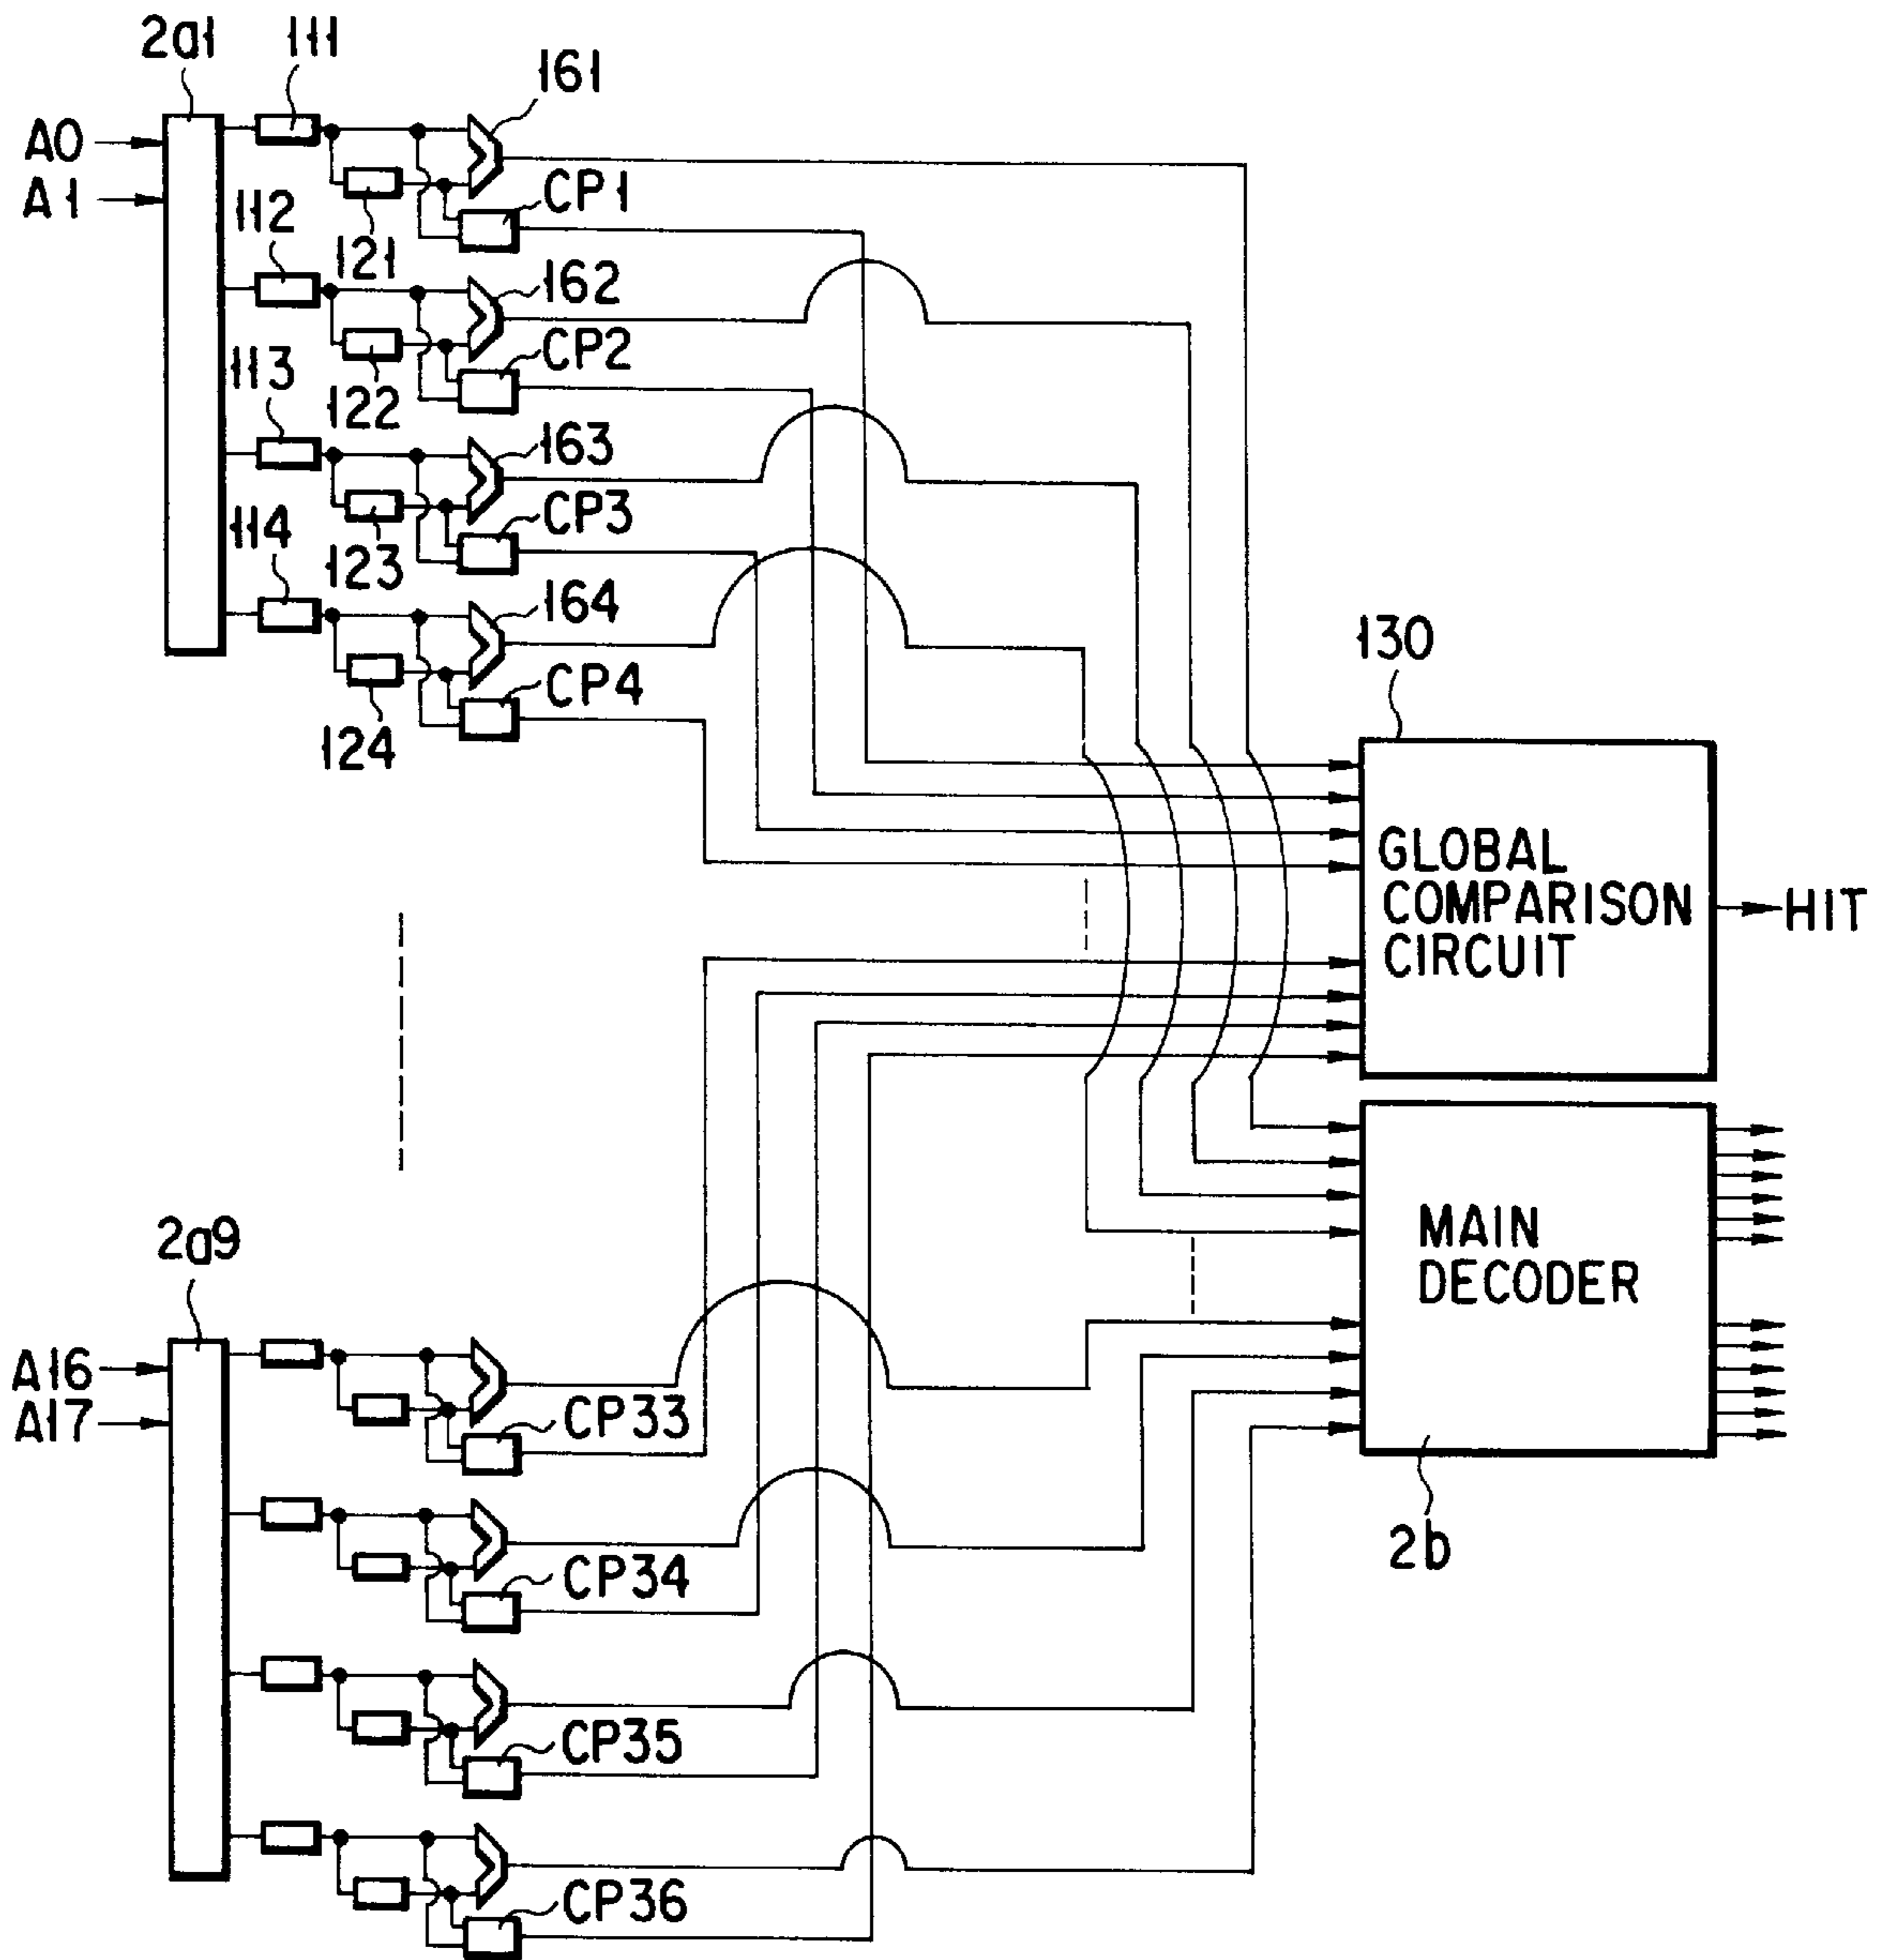 2a1
111
161
A0
A1
CP1
112
121
162
CP2
113
122
163
CP3
114
123
164
CP4
124
130
GLOBAL
COMPARISON
CIRCUIT
HIT
2a9
MAIN
DECODER
A16
A17
CP33
2b
CP34
CP35
CP36